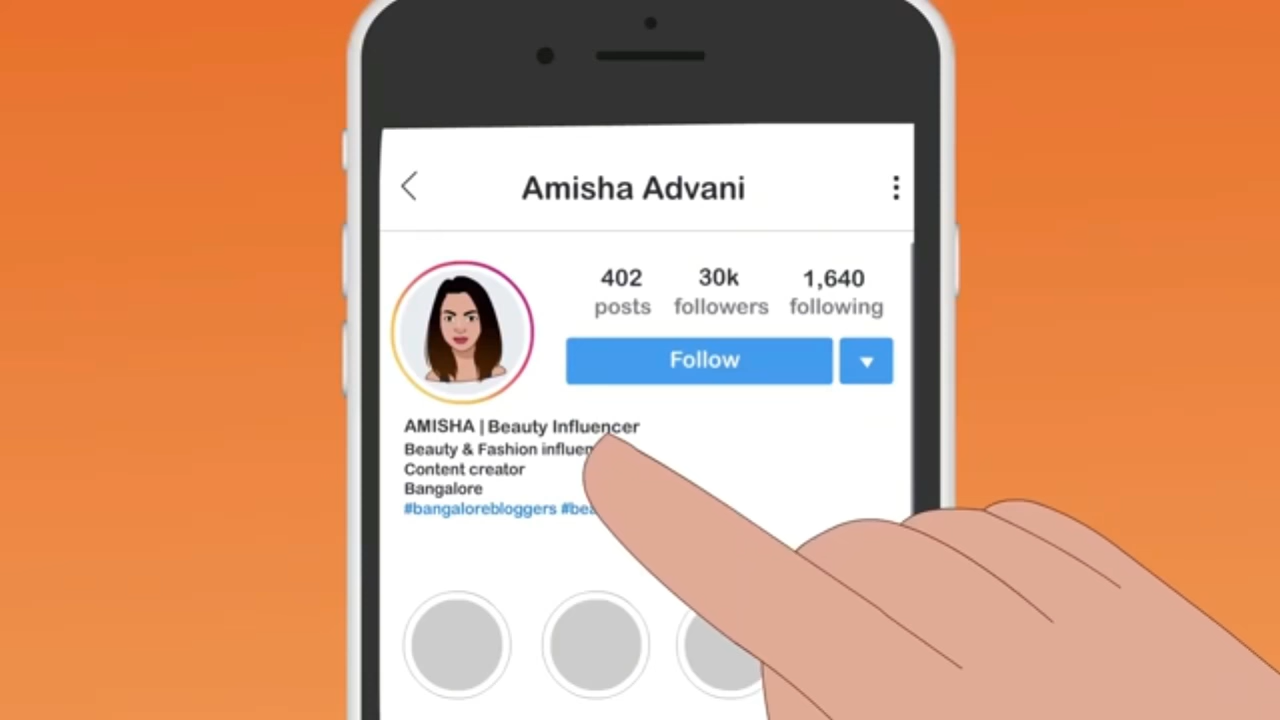 Amisha Advani
402 30k 1,640
posts followers following
Follow
AMISHA | Beauty Influencer
Beauty & Fashion
Content creator
Bangalore
#bangalorebloggers